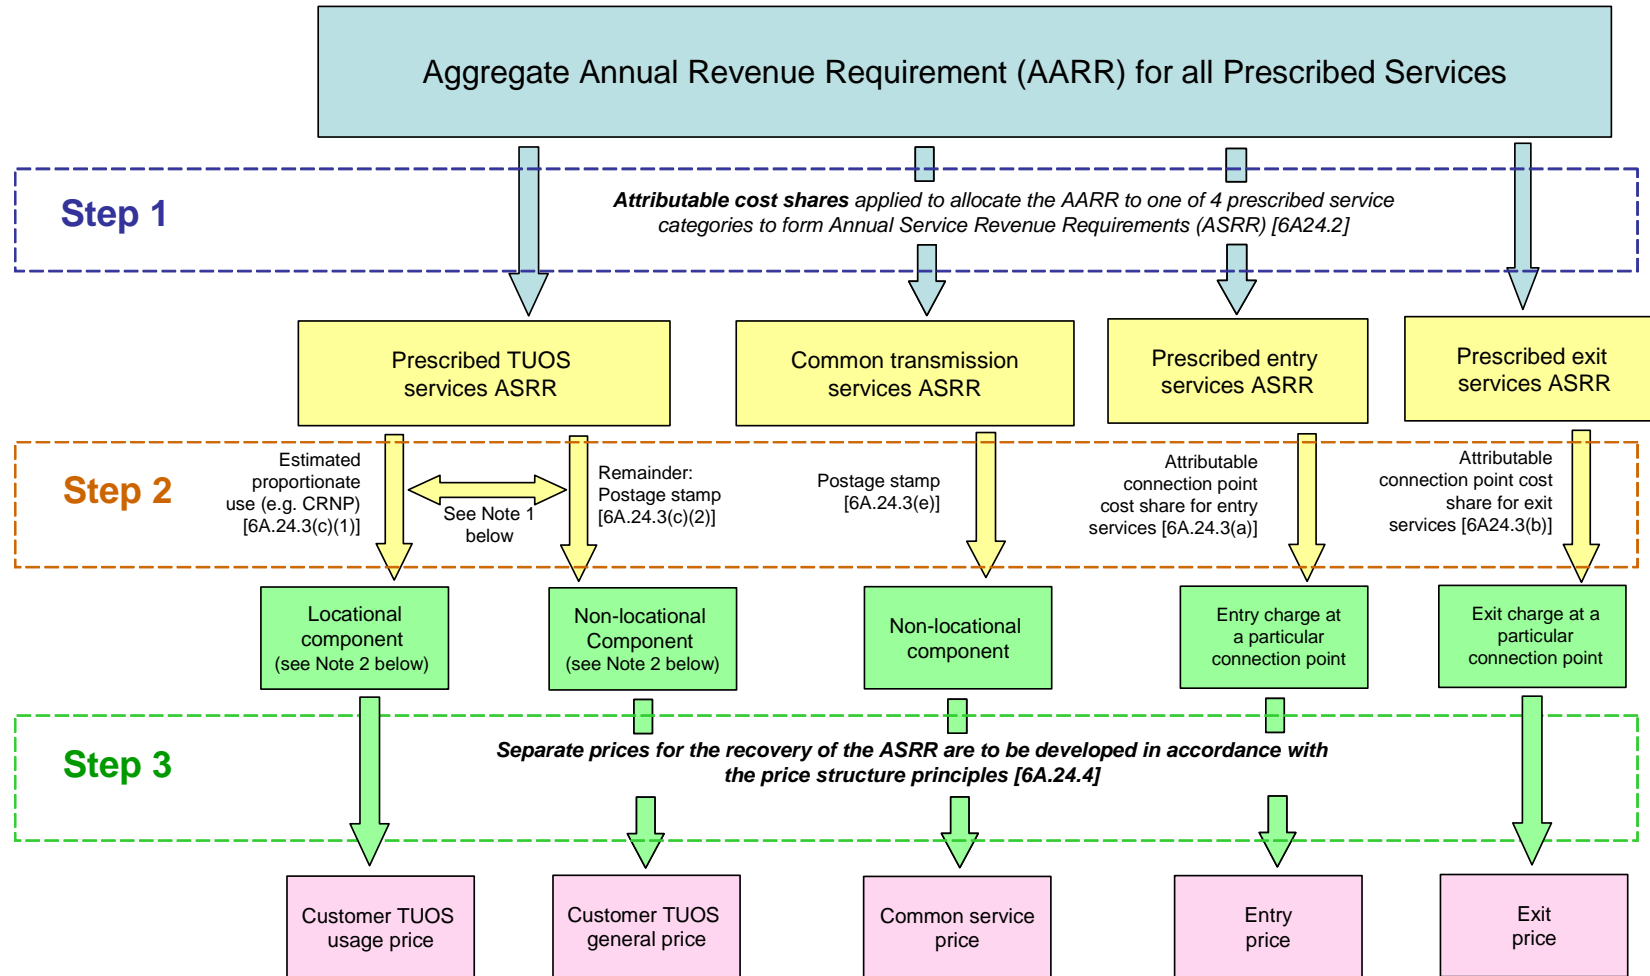 Aggregate Annual Revenue Requirement (AARR) for all Prescribed Services
Step 1
Attributable cost shares applied to allocate the AARR to one of 4 prescribed service
categories to form Annual Service Revenue Requirements (ASRR) [6A24.2]
Prescribed TUOS
services ASRR
Common transmission
services ASRR
Prescribed entry
services ASRR
Prescribed exit
services ASRR
Step 2
Estimated
proportionate
use (e.g. CRNP)
[6A.24.3(c)(1)]
See Note 1
below
Remainder:
Postage stamp
[6A.24.3(c)(2)]
Postage stamp
[6A.24.3(e)]
Attributable
connection point
cost share for entry
services [6A.24.3(a)]
Attributable
connection point cost
share for exit
services [6A24.3(b)]
Locational
component
(see Note 2 below)
Non-locational
Component
(see Note 2 below)
Non-locational
component
Entry charge at
a particular
connection point
Exit charge at a
particular
connection point
Step 3
Separate prices for the recovery of the ASRR are to be developed in accordance with
the price structure principles [6A.24.4]
Customer TUOS
usage price
Customer TUOS
general price
Common service
price
Entry
price
Exit
price